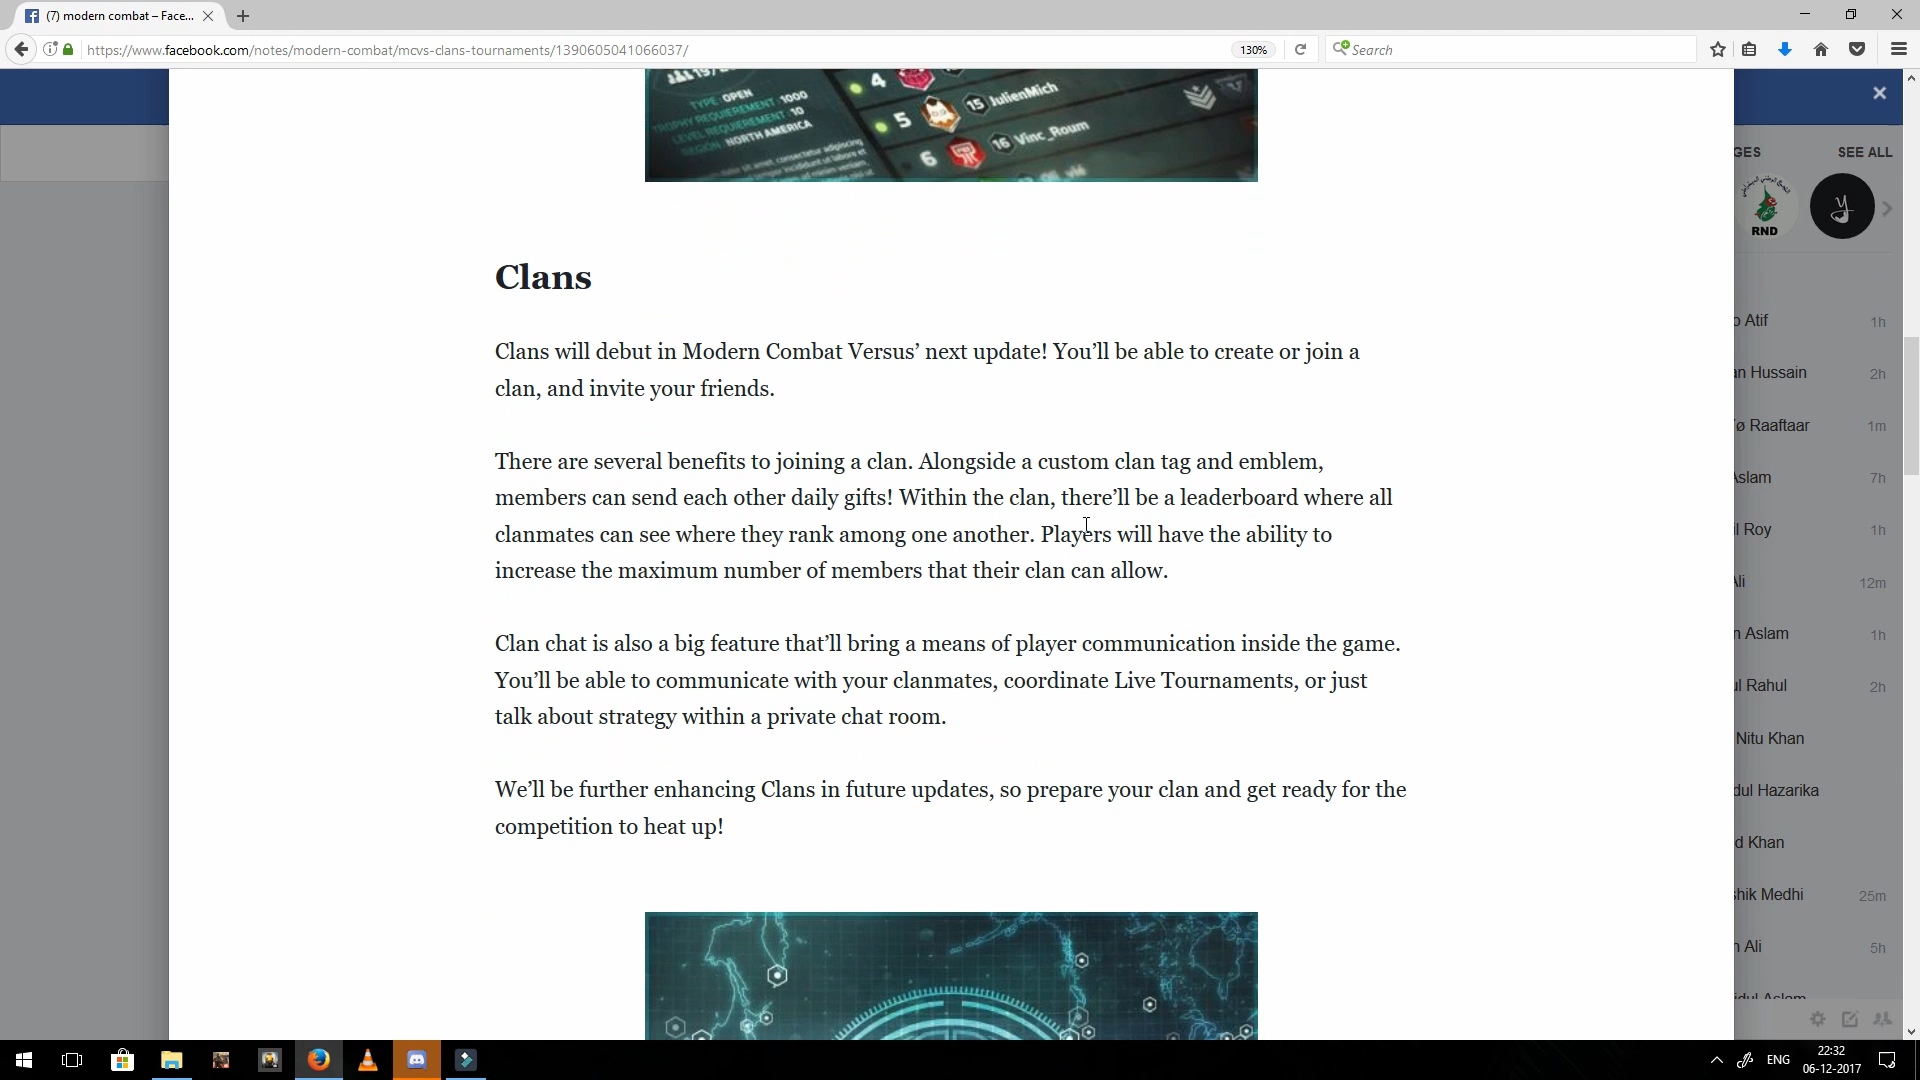 (7) modern combat – Face...
https://www.facebook.com/notes/modern-combat/mcvs-clans-tournaments/1390605041066037/
130%
Search
TYPE: OPEN
TROPHY REQUIREMENT 1000
LEVEL REQUIREMENT 10
REGION NORTH AMERICA
4
5 15 JulienMich
6 16 Vinc_Roum
GES SEE ALL
RND
Clans
Clans will debut in Modern Combat Versus’ next update! You’ll be able to create or join a
clan, and invite your friends.
There are several benefits to joining a clan. Alongside a custom clan tag and emblem,
members can send each other daily gifts! Within the clan, there’ll be a leaderboard where all
clanmates can see where they rank among one another. Players will have the ability to
increase the maximum number of members that their clan can allow.
Clan chat is also a big feature that’ll bring a means of player communication inside the game.
You’ll be able to communicate with your clanmates, coordinate Live Tournaments, or just
talk about strategy within a private chat room.
We’ll be further enhancing Clans in future updates, so prepare your clan and get ready for the
competition to heat up!
o Atif 1h
an Hussain 2h
ø Raaftaar 1m
Aslam 7h
il Roy 1h
Ali 12m
n Aslam 1h
ul Rahul 2h
Nitu Khan
dul Hazarika
d Khan
shik Medhi 25m
n Ali 5h
idul Aslom
ENG
22:32
06-12-2017